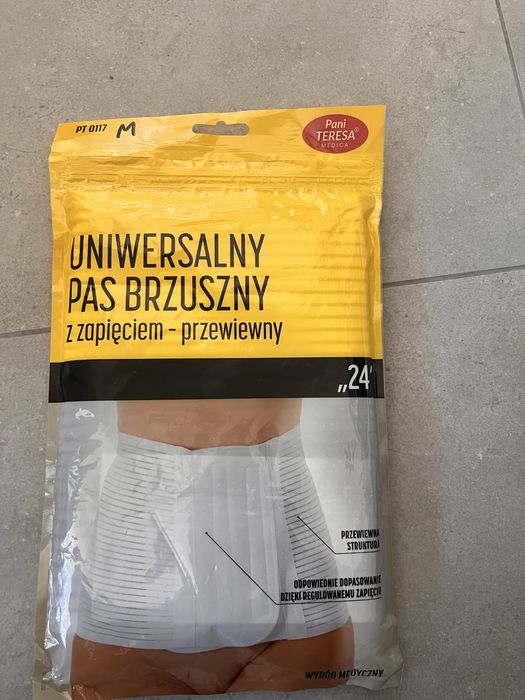 PT 0117 M
Pani
TERESA®
MEDICA
UNIWERSALNY
PAS BRZUSZNY
z zapięciem - przewiewny
„24”
PRZEWIEWNA
STRUKTURA
ODPOWIEDNIE DOPASOWANIE
DZIĘKI REGULOWANEMU ZAPIĘCIU
WYRÓB MEDYCZNY